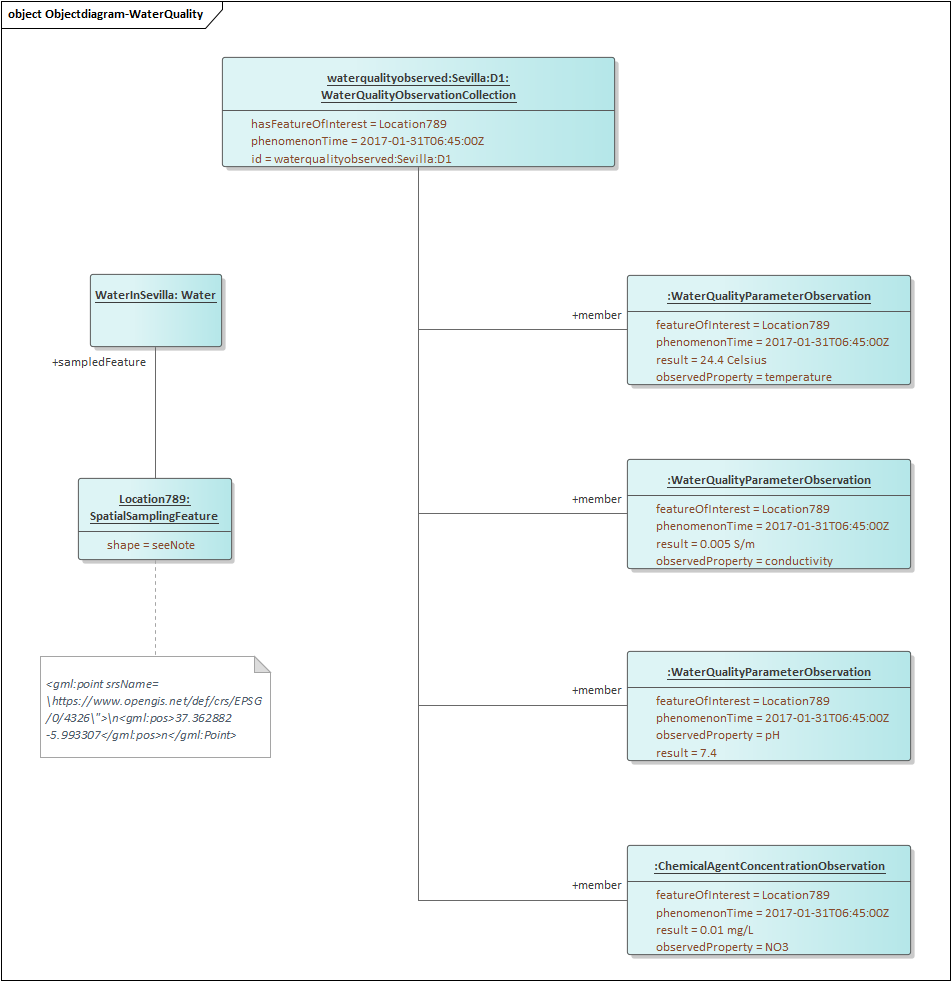 object Objectdiagram-WaterQuality
waterqualityobserved:Sevilla:D1:
WaterQualityObservationCollection
hasFeatureOfInterest = Location789
phenomenonTime = 2017-01-31T06:45:00Z
id = waterqualityobserved:Sevilla:D1
WaterInSevilla: Water
+sampledFeature
Location789:
SpatialSamplingFeature
shape = seeNote
<gml:point srsName=
\https://www.opengis.net/def/crs/EPSG
/0/4326\">\n<gml:pos>37.362882
-5.993307</gml:pos>n</gml:Point>
+member
:WaterQualityParameterObservation
featureOfInterest = Location789
phenomenonTime = 2017-01-31T06:45:00Z
result = 24.4 Celsius
observedProperty = temperature
+member
:WaterQualityParameterObservation
featureOfInterest = Location789
phenomenonTime = 2017-01-31T06:45:00Z
result = 0.005 S/m
observedProperty = conductivity
+member
:WaterQualityParameterObservation
featureOfInterest = Location789
phenomenonTime = 2017-01-31T06:45:00Z
observedProperty = pH
result = 7.4
+member
:ChemicalAgentConcentrationObservation
featureOfInterest = Location789
phenomenonTime = 2017-01-31T06:45:00Z
result = 0.01 mg/L
observedProperty = NO3